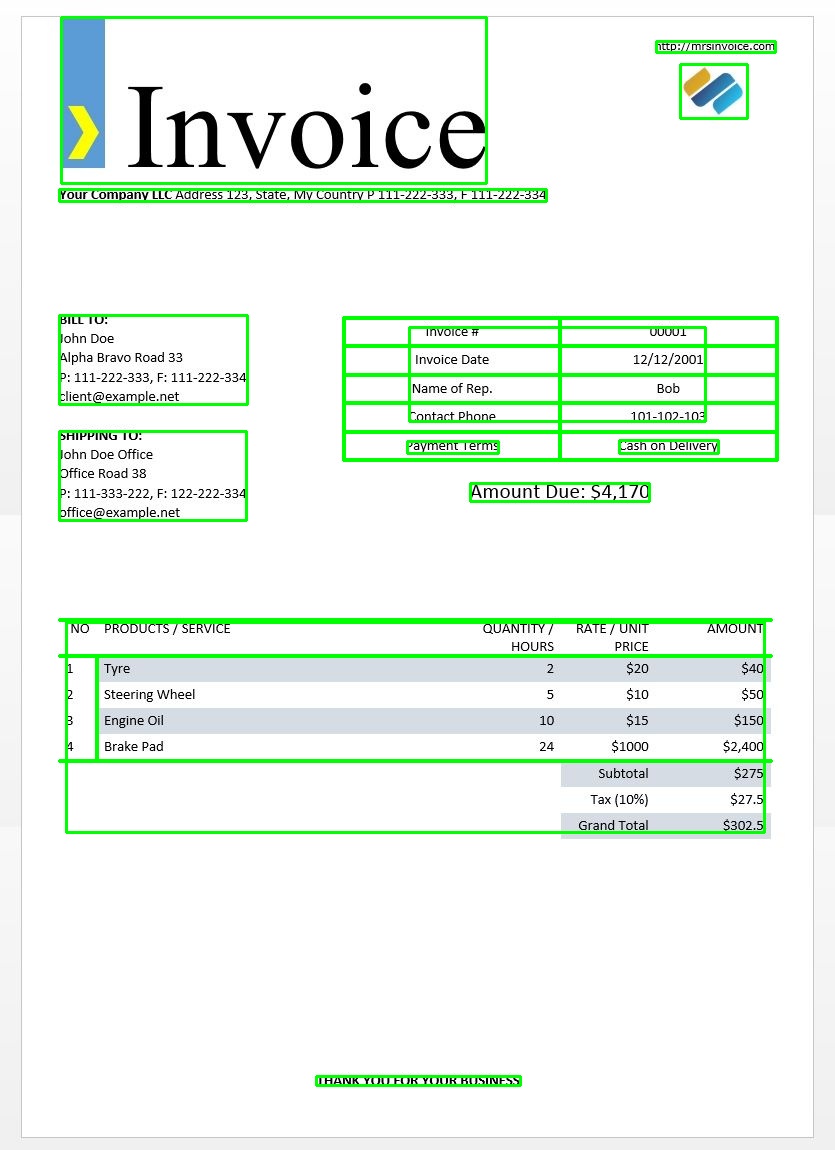 http://mrsinvoice.com
Invoice
Your Company LLC Address 123, State, My Country P 111-222-333, F 111-222-334
BILL TO:
John Doe
Alpha Bravo Road 33
P: 111-222-333, F: 111-222-334
client@example.net
SHIPPING TO:
John Doe Office
Office Road 38
P: 111-333-222, F: 122-222-334
office@example.net
Invoice # 00001
Invoice Date 12/12/2001
Name of Rep. Bob
Contact Phone 101-102-103
Payment Terms Cash on Delivery
Amount Due: $4,170
NO PRODUCTS / SERVICE QUANTITY / HOURS RATE / UNIT PRICE AMOUNT
1 Tyre 2 $20 $40
2 Steering Wheel 5 $10 $50
3 Engine Oil 10 $15 $150
4 Brake Pad 24 $1000 $2,400
Subtotal $275
Tax (10%) $27.5
Grand Total $302.5
THANK YOU FOR YOUR BUSINESS